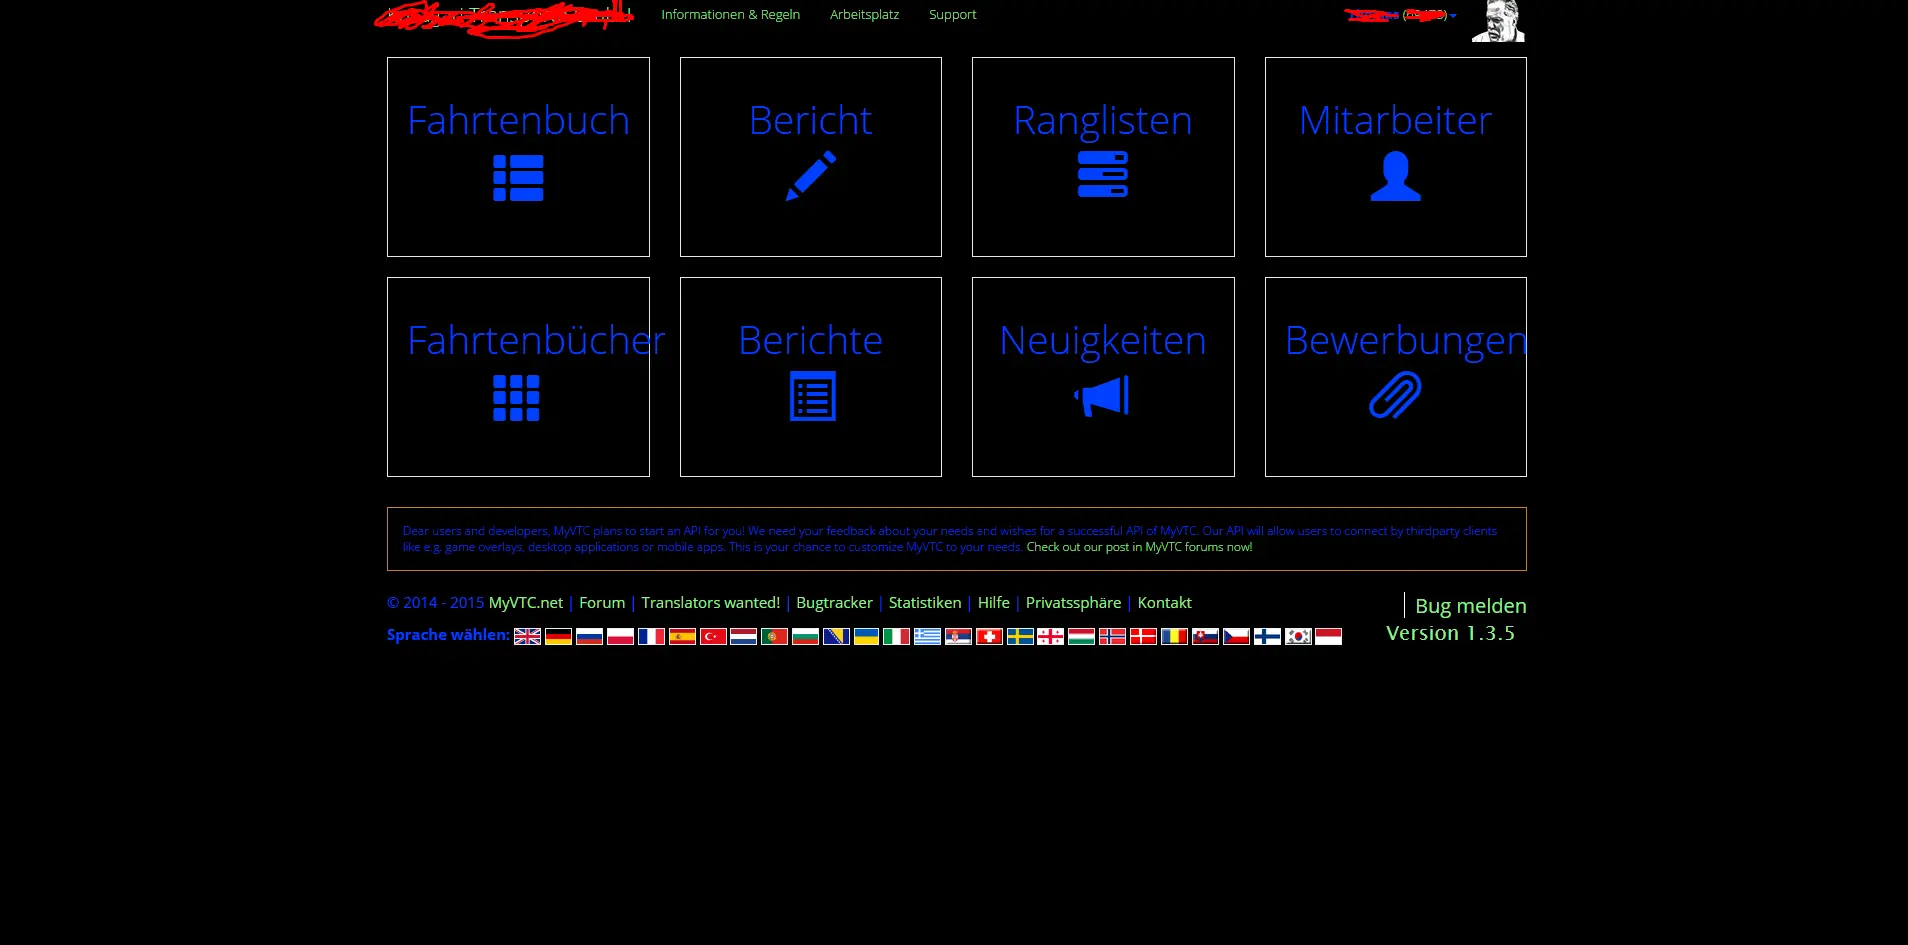 Informationen & Regeln Arbeitsplatz Support
Fahrtenbuch Bericht Ranglisten Mitarbeiter
Fahrtenbücher Berichte Neuigkeiten Bewerbungen
Dear users and developers, MyVTC plans to start an API for you! We need your feedback about your needs and wishes for a successful API of MyVTC. Our API will allow users to connect by thirdparty clients
like e.g. game overlays, desktop applications or mobile apps. This is your chance to customize MyVTC to your needs. Check out our post in MyVTC forums now!
© 2014 - 2015 MyVTC.net | Forum | Translators wanted! | Bugtracker | Statistiken | Hilfe | Privatssphäre | Kontakt
Bug melden
Sprache wählen:
Version 1.3.5